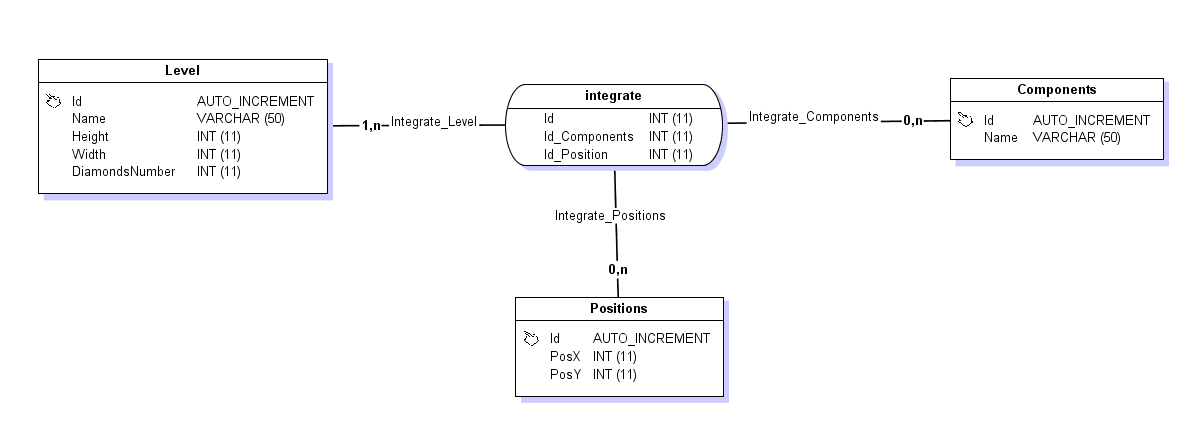 Level
Id AUTO_INCREMENT
Name VARCHAR (50)
Height INT (11)
Width INT (11)
DiamondsNumber INT (11)
1,n
Integrate_Level
integrate
Id INT (11)
Id_Components INT (11)
Id_Position INT (11)
Integrate_Components
0,n
Components
Id AUTO_INCREMENT
Name VARCHAR (50)
Integrate_Positions
0,n
Positions
Id AUTO_INCREMENT
PosX INT (11)
PosY INT (11)